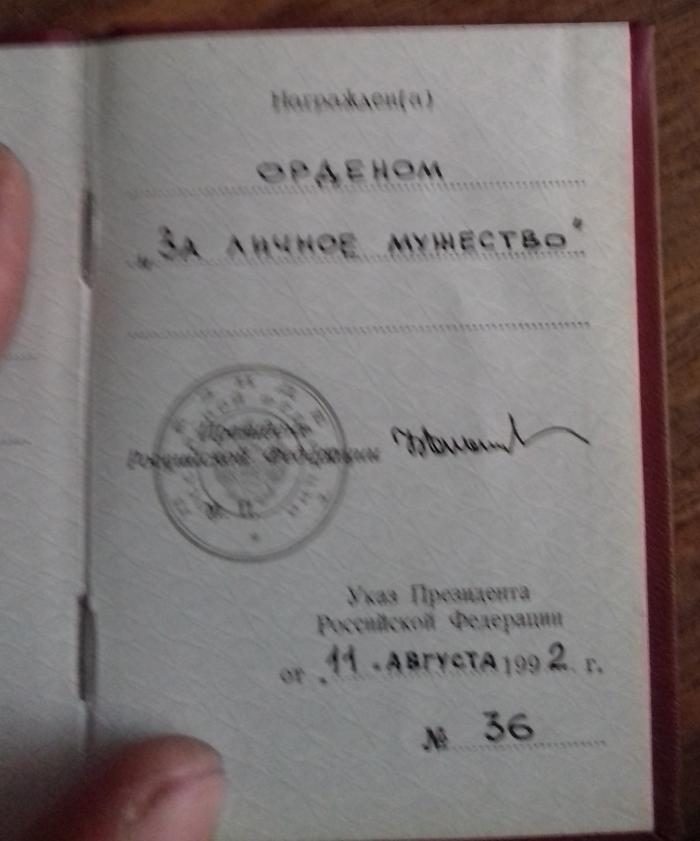 Награжден(а)
ОРДЕНОМ
„ЗА ЛИЧНОЕ МУЖЕСТВО"
Президент
Российской Федерации
М. П.
Указ Президента
Российской Федерации
от „11 " АВГУСТА 1992 г.
№ 36